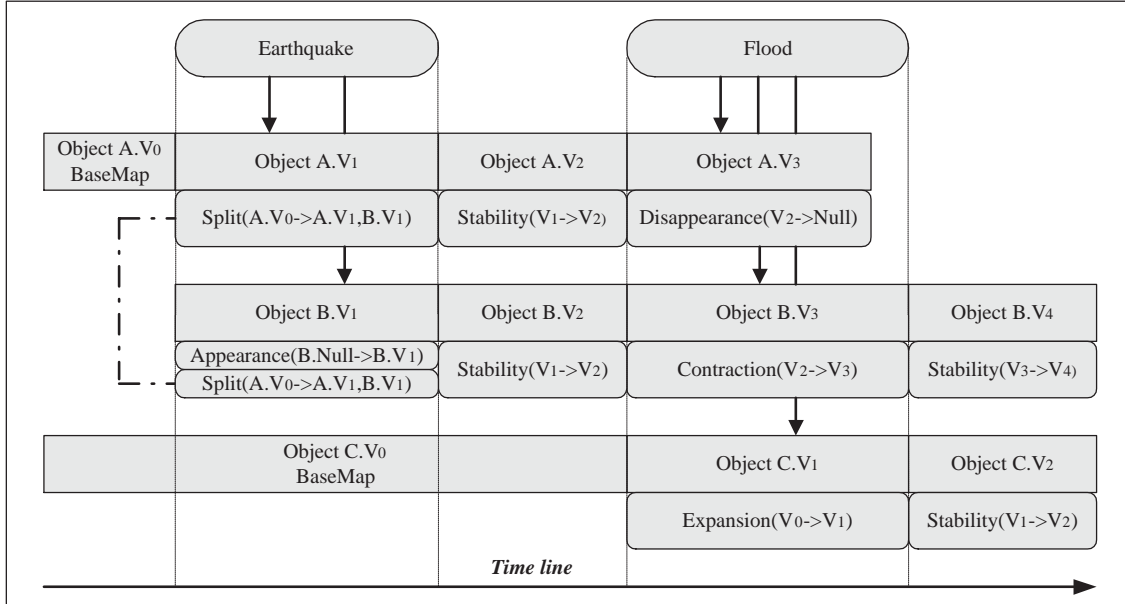 Earthquake
Flood
Object A.V0
BaseMap
Object A.V1
Object A.V2
Object A.V3
Split(A.V0->A.V1,B.V1)
Stability(V1->V2)
Disappearance(V2->Null)
Object B.V1
Object B.V2
Object B.V3
Object B.V4
Appearance(B.Null->B.V1)
Split(A.V0->A.V1,B.V1)
Stability(V1->V2)
Contraction(V2->V3)
Stability(V3->V4)
Object C.V0
BaseMap
Object C.V1
Object C.V2
Expansion(V0->V1)
Stability(V1->V2)
Time line